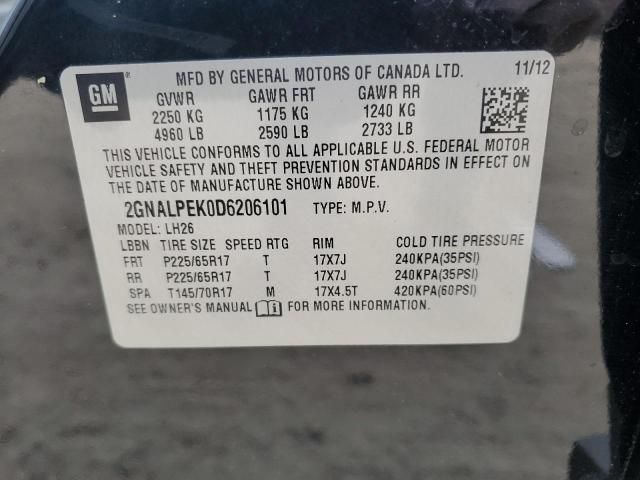 GM ®
MFD BY GENERAL MOTORS OF CANADA LTD. 11/12
GVWR GAWR FRT GAWR RR
2250 KG 1175 KG 1240 KG
4960 LB 2590 LB 2733 LB
THIS VEHICLE CONFORMS TO ALL APPLICABLE U.S. FEDERAL MOTOR
VEHICLE SAFETY AND THEFT PREVENTION STANDARDS IN EFFECT ON
THE DATE OF MANUFACTURE SHOWN ABOVE.
2GNALPEK0D6206101 TYPE: M.P.V.
MODEL: LH26
LBBN TIRE SIZE SPEED RTG RIM COLD TIRE PRESSURE
FRT P225/65R17 T 17X7J 240KPA(35PSI)
RR P225/65R17 T 17X7J 240KPA(35PSI)
SPA T145/70R17 M 17X4.5T 420KPA(60PSI)
SEE OWNER'S MANUAL i FOR MORE INFORMATION.